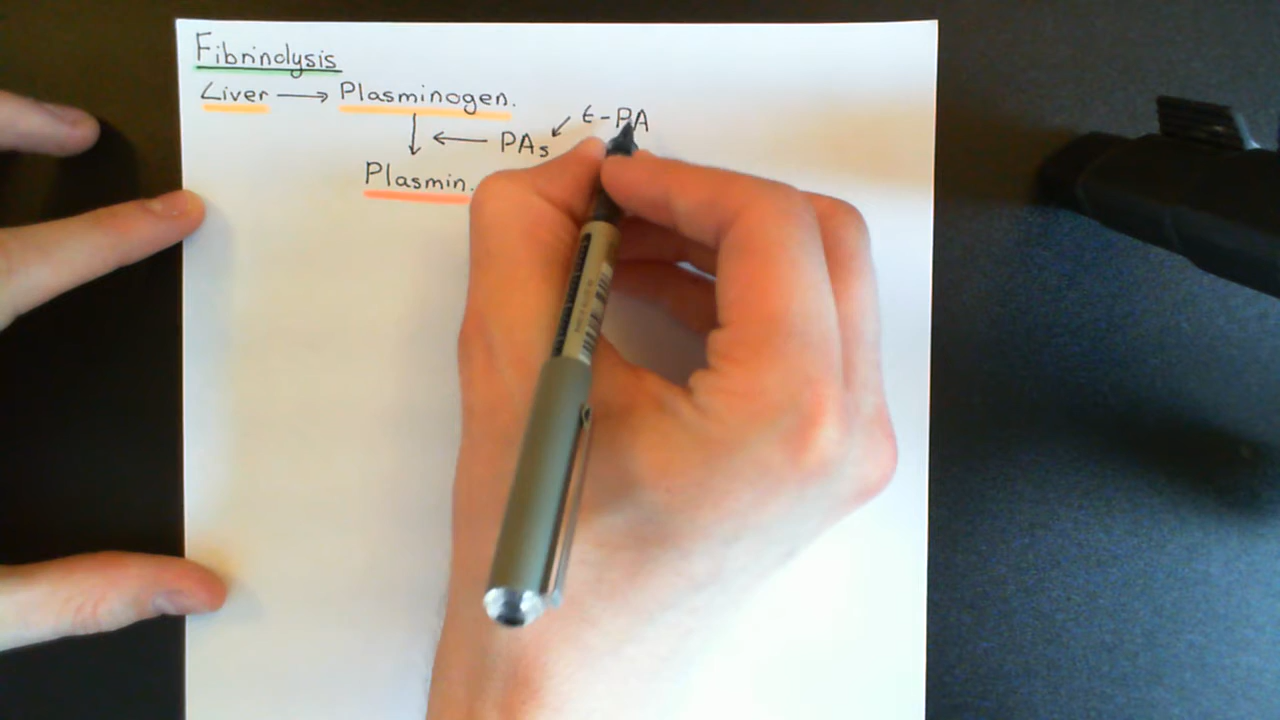 Fibrinolysis
Liver → Plasminogen.
↓ ← PAs ↙ t-PA
Plasmin.